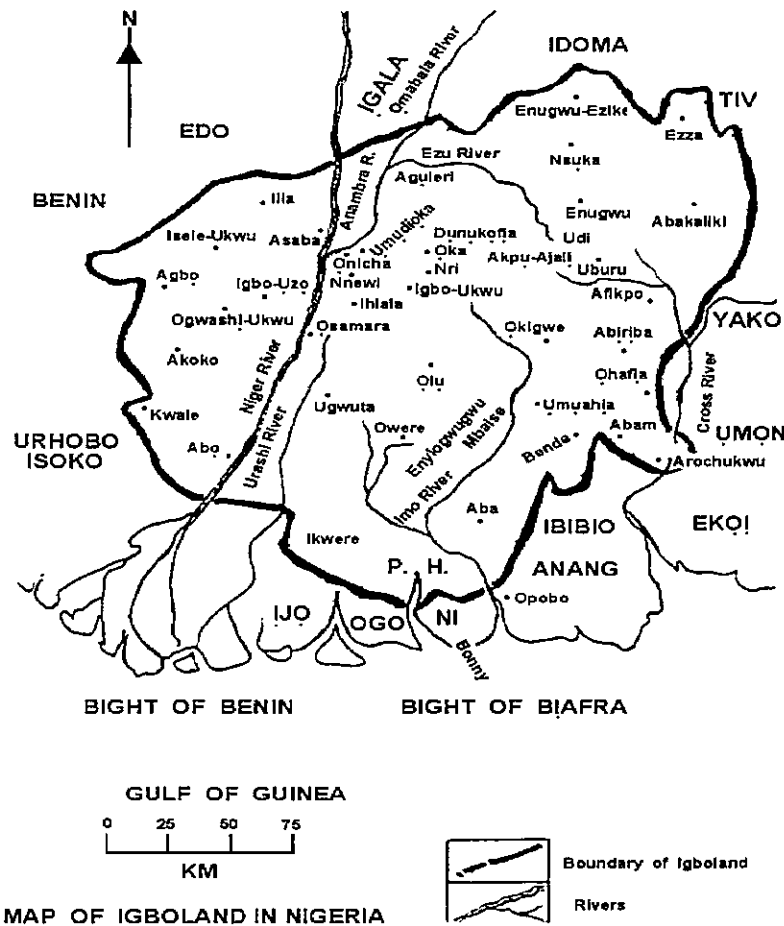 N
IDOMA
IGALA
Omabala River
TIV
EDO
Enugwu-Ezike
Ezza
Ezu River
Nsuka
Aguleri
Anambra R.
BENIN
Illa
Enugwu
Abakaliki
Isele-Ukwu
Asaba
Umudioka
Dunukofia
Udi
Onicha
Oka
Akpu-Ajali
Uburu
Agbo
Igbo-Uzo
Nnewi
Nri
Ihiala
Igbo-Ukwu
Afikpo
Ogwashi-Ukwu
Osamara
Okigwe
Abiriba
YAKO
Akoko
Niger River
Olu
Ohafia
Cross River
Kwale
Ugwuta
Umuahia
Owere
Enyiogwugwu
Mbaise
URHOBO
ISOKO
Abo
Urashi River
Bende
Abam
UMON
Arochukwu
Imo River
Aba
Ikwere
IBIBIO
EKOI
P. H.
ANANG
Opobo
IJO
OGO
NI
Bonny
BIGHT OF BENIN
BIGHT OF BIAFRA
GULF OF GUINEA
0 25 50 75
KM
Boundary of Igboland
Rivers
MAP OF IGBOLAND IN NIGERIA